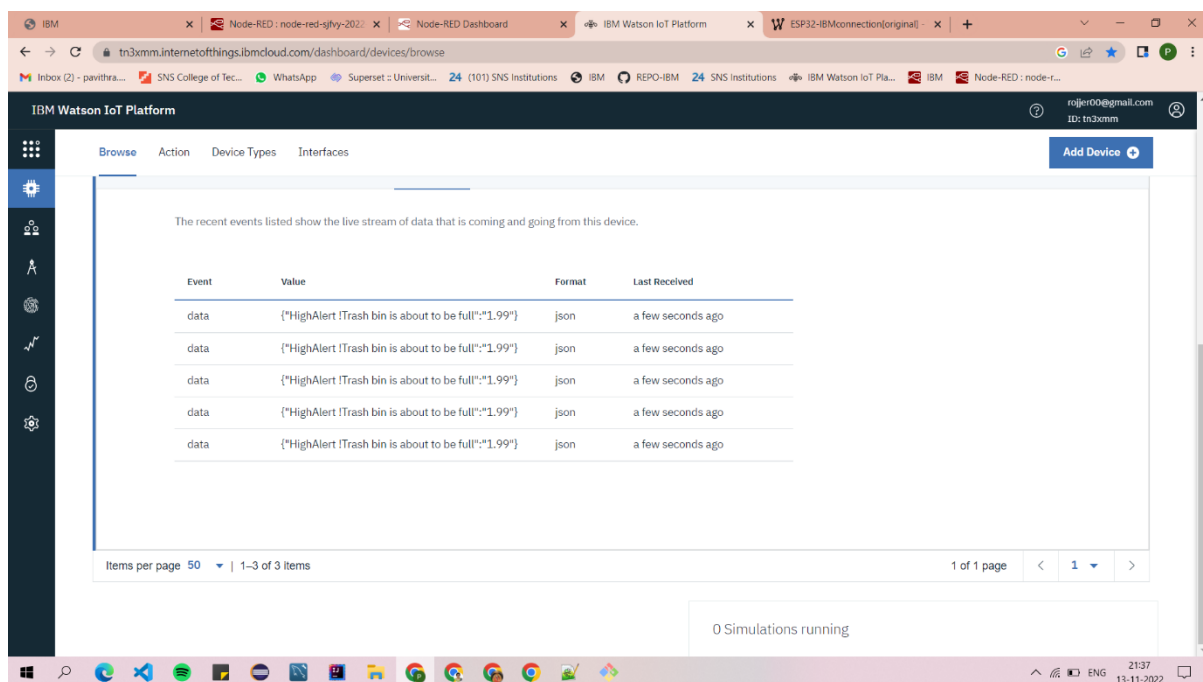 IBM
Node-RED : node-red-sjfvy-2022
Node-RED Dashboard
IBM Watson IoT Platform
ESP32-IBMconnection(original) -
tn3xmm.internetofthings.ibmcloud.com/dashboard/devices/browse
P
Inbox (2) - pavithra....
SNS College of Tec...
WhatsApp
Superset :: Universit...
24 (101) SNS Institutions
IBM
REPO-IBM
24 SNS Institutions
IBM Watson IoT Pla...
IBM
Node-RED : node-r...
IBM Watson IoT Platform
rojjer00@gmail.com
ID: tn3xmm
Browse Action Device Types Interfaces
Add Device
The recent events listed show the live stream of data that is coming and going from this device.
Event Value Format Last Received
data {"HighAlert !Trash bin is about to be full":"1.99"} json a few seconds ago
data {"HighAlert !Trash bin is about to be full":"1.99"} json a few seconds ago
data {"HighAlert !Trash bin is about to be full":"1.99"} json a few seconds ago
data {"HighAlert !Trash bin is about to be full":"1.99"} json a few seconds ago
data {"HighAlert !Trash bin is about to be full":"1.99"} json a few seconds ago
Items per page 50 | 1–3 of 3 items
1 of 1 page
1
0 Simulations running
ENG
21:37
13-11-2022